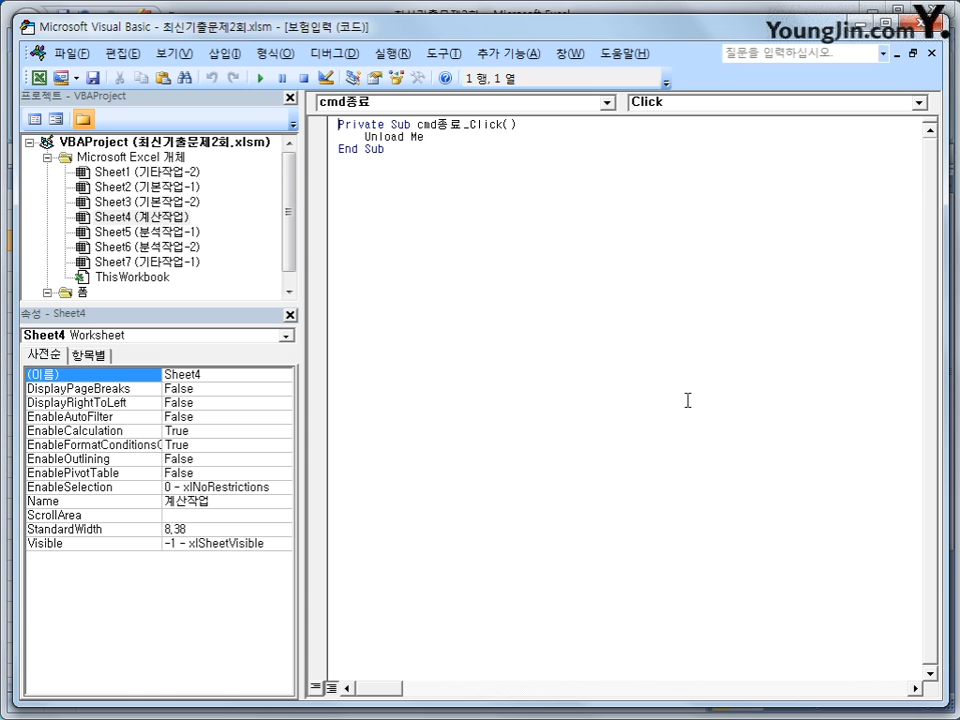 Microsoft Visual Basic - 최신기출문제2회.xlsm - [보험입력 (코드)]
YoungJin.com Y.
파일(F) 편집(E) 보기(V) 삽입(I) 형식(O) 디버그(D) 실행(R) 도구(T) 추가 기능(A) 창(W) 도움말(H) 질문을 입력하십시오.
1 행, 1 열
프로젝트 - VBAProject
cmd종료 Click
VBAProject (최신기출문제2회.xlsm)
Microsoft Excel 개체
Sheet1 (기타작업-2)
Sheet2 (기본작업-1)
Sheet3 (기본작업-2)
Sheet4 (계산작업)
Sheet5 (분석작업-1)
Sheet6 (분석작업-2)
Sheet7 (기타작업-1)
ThisWorkbook
폼
Private Sub cmd종료_Click()
Unload Me
End Sub
속성 - Sheet4
Sheet4 Worksheet
사전순 항목별
(이름) Sheet4
DisplayPageBreaks False
DisplayRightToLeft False
EnableAutoFilter False
EnableCalculation True
EnableFormatConditionsC True
EnableOutlining False
EnablePivotTable False
EnableSelection 0 - xlNoRestrictions
Name 계산작업
ScrollArea
StandardWidth 8.38
Visible -1 - xlSheetVisible